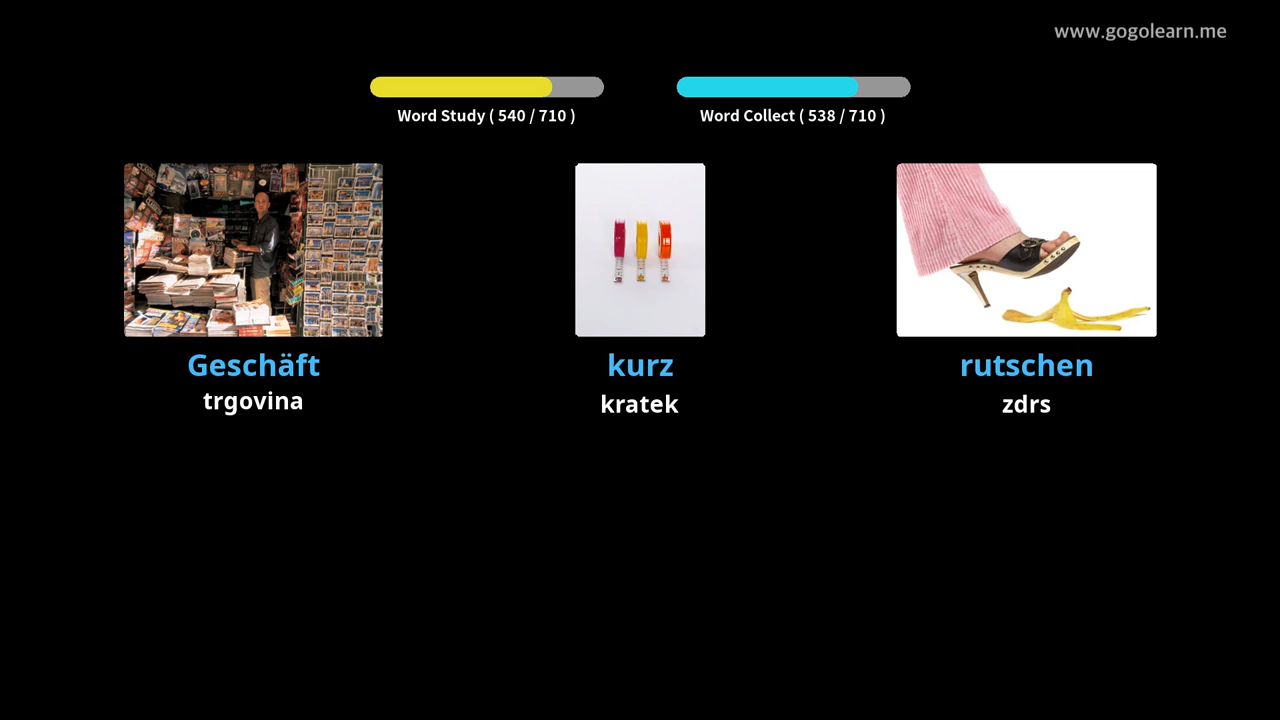 www.gogolearn.me
Word Study ( 540 / 710 )
Word Collect ( 538 / 710 )
Geschäft
trgovina
kurz
kratek
rutschen
zdrs